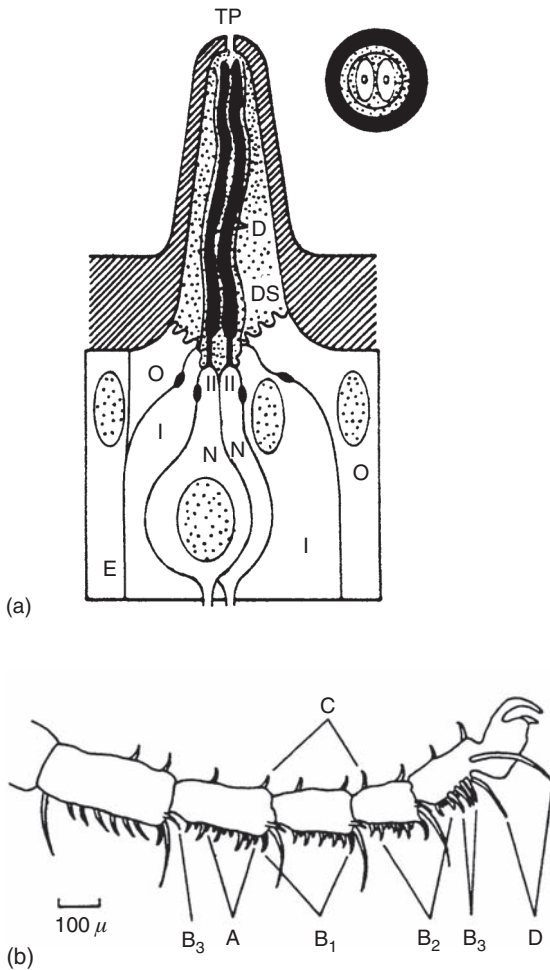 TP
D
DS
O II II
I N N O
E I
(a)
C
100 μ
B₃ A B₁ B₂ B₃ D
(b)